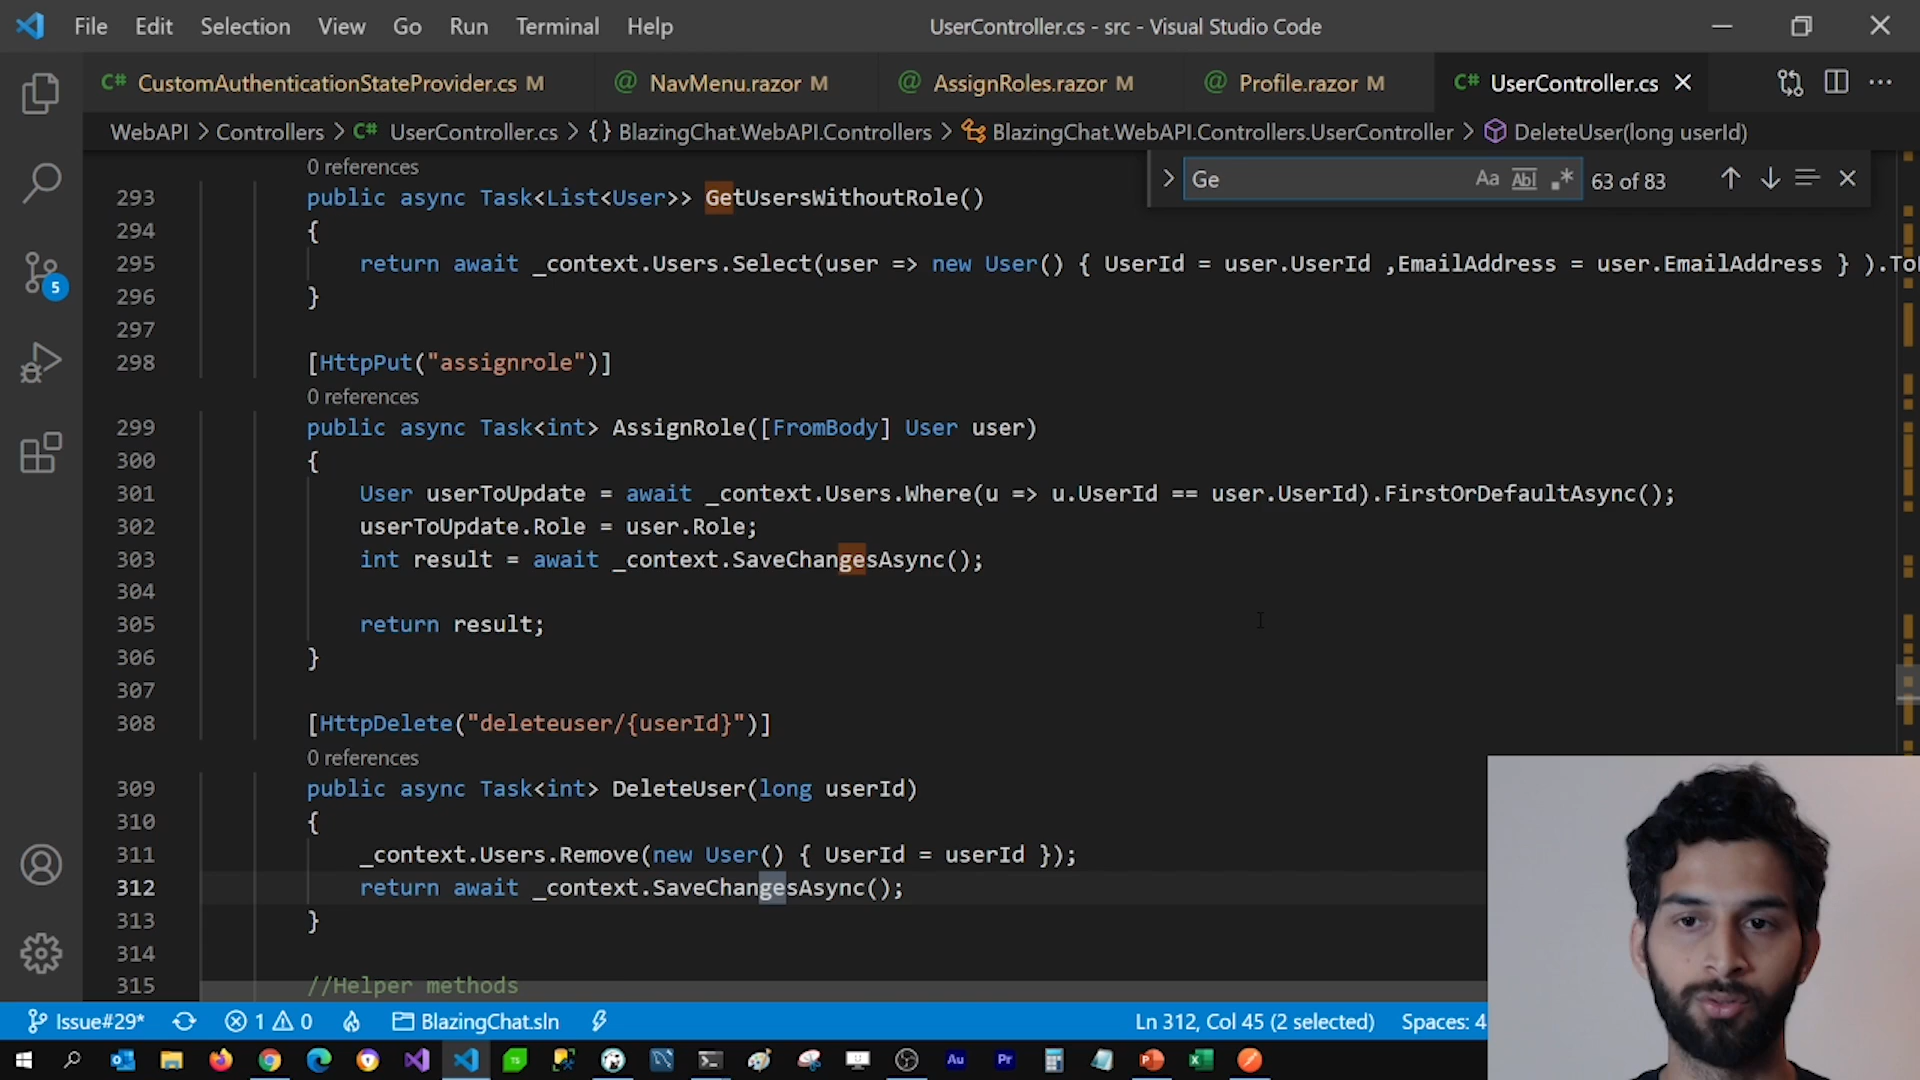 File Edit Selection View Go Run Terminal Help UserController.cs - src - Visual Studio Code
C# CustomAuthenticationStateProvider.cs M @ NavMenu.razor M @ AssignRoles.razor M @ Profile.razor M C# UserController.cs
WebAPI > Controllers > C# UserController.cs > {} BlazingChat.WebAPI.Controllers > BlazingChat.WebAPI.Controllers.UserController > DeleteUser(long userId)
Ge Aa Abl .* 63 of 83
0 references
293 public async Task<List<User>> GetUsersWithoutRole()
294 {
295 return await _context.Users.Select(user => new User() { UserId = user.UserId ,EmailAddress = user.EmailAddress } ).ToL
296 }
297
298 [HttpPut("assignrole")]
0 references
299 public async Task<int> AssignRole([FromBody] User user)
300 {
301 User userToUpdate = await _context.Users.Where(u => u.UserId == user.UserId).FirstOrDefaultAsync();
302 userToUpdate.Role = user.Role;
303 int result = await _context.SaveChangesAsync();
304
305 return result;
306 }
307
308 [HttpDelete("deleteuser/{userId}")]
0 references
309 public async Task<int> DeleteUser(long userId)
310 {
311 _context.Users.Remove(new User() { UserId = userId });
312 return await _context.SaveChangesAsync();
313 }
314
315 //Helper methods
5
Issue#29* 1 0 BlazingChat.sln Ln 312, Col 45 (2 selected) Spaces: 4
Au Pr